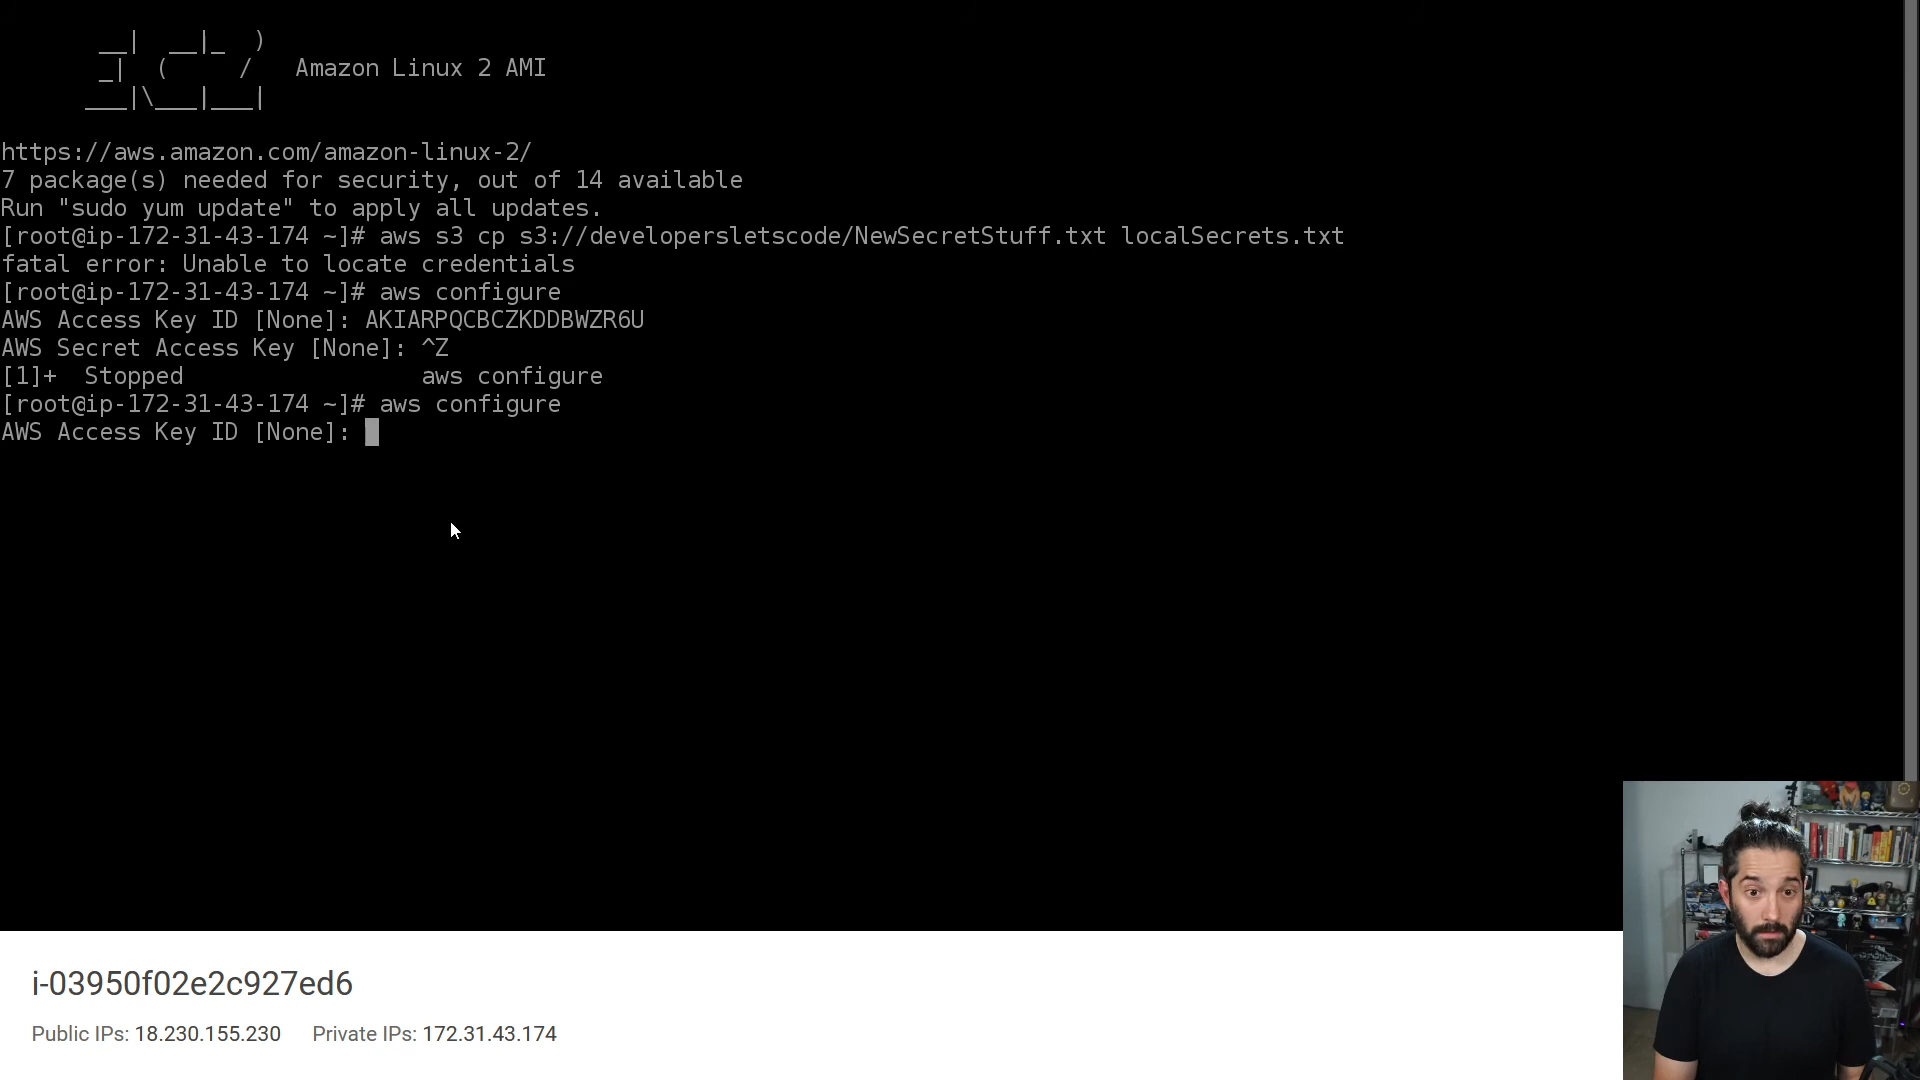 Amazon Linux 2 AMI
https://aws.amazon.com/amazon-linux-2/
7 package(s) needed for security, out of 14 available
Run "sudo yum update" to apply all updates.
[root@ip-172-31-43-174 ~]# aws s3 cp s3://developersletscode/NewSecretStuff.txt localSecrets.txt
fatal error: Unable to locate credentials
[root@ip-172-31-43-174 ~]# aws configure
AWS Access Key ID [None]: AKIARPQCBCZKDDBWZR6U
AWS Secret Access Key [None]: ^Z
[1]+  Stopped                 aws configure
[root@ip-172-31-43-174 ~]# aws configure
AWS Access Key ID [None]:
i-03950f02e2c927ed6
Public IPs: 18.230.155.230 Private IPs: 172.31.43.174